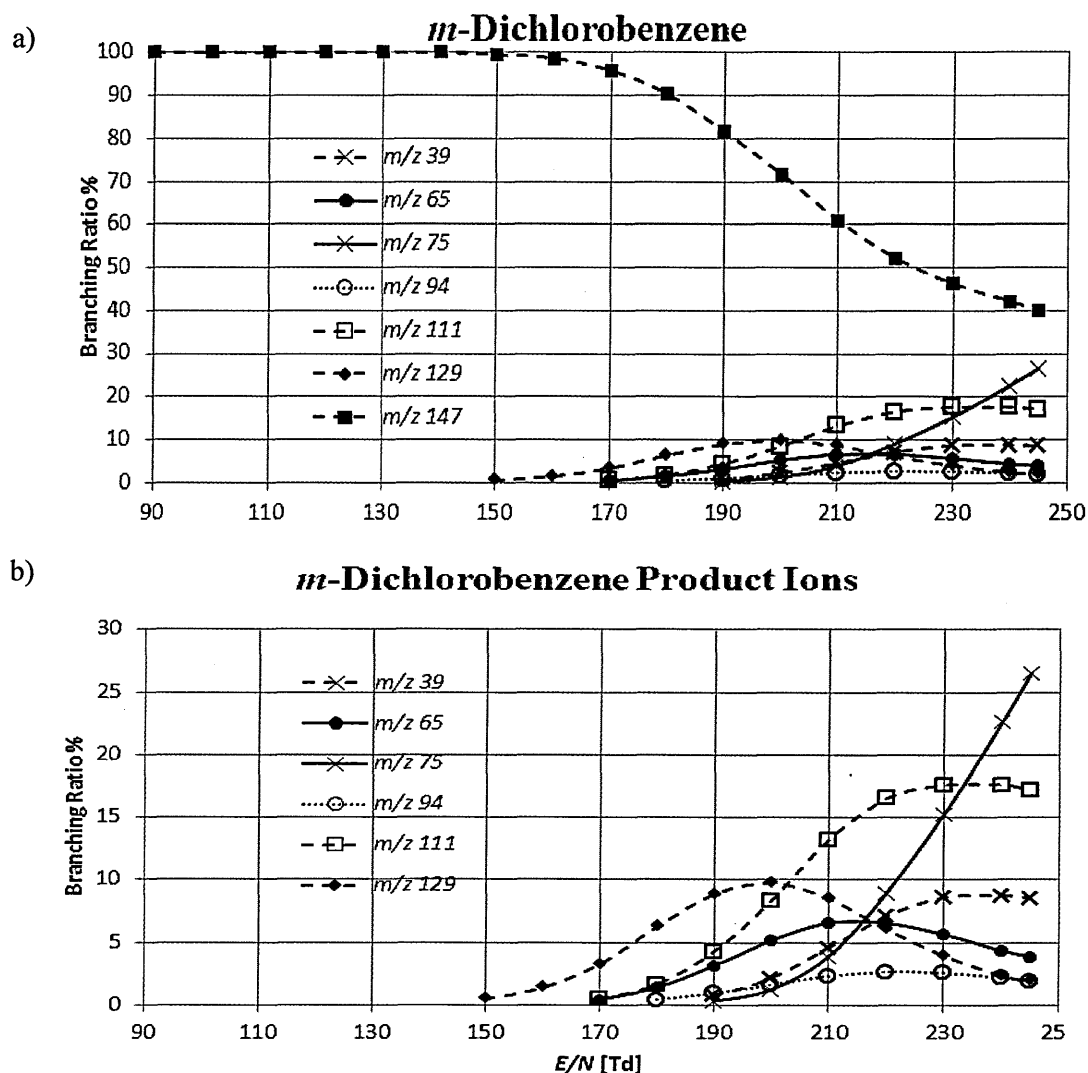 a)
m-Dichlorobenzene
100
90
80
70
60
50
40
30
20
10
0
Branching Ratio%
m/z 39
m/z 65
m/z 75
m/z 94
m/z 111
m/z 129
m/z 147
90 110 130 150 170 190 210 230 250
b)
m-Dichlorobenzene Product Ions
30
25
20
15
10
5
0
Branching Ratio%
m/z 39
m/z 65
m/z 75
m/z 94
m/z 111
m/z 129
90 110 130 150 170 190 210 230 25
E/N [Td]